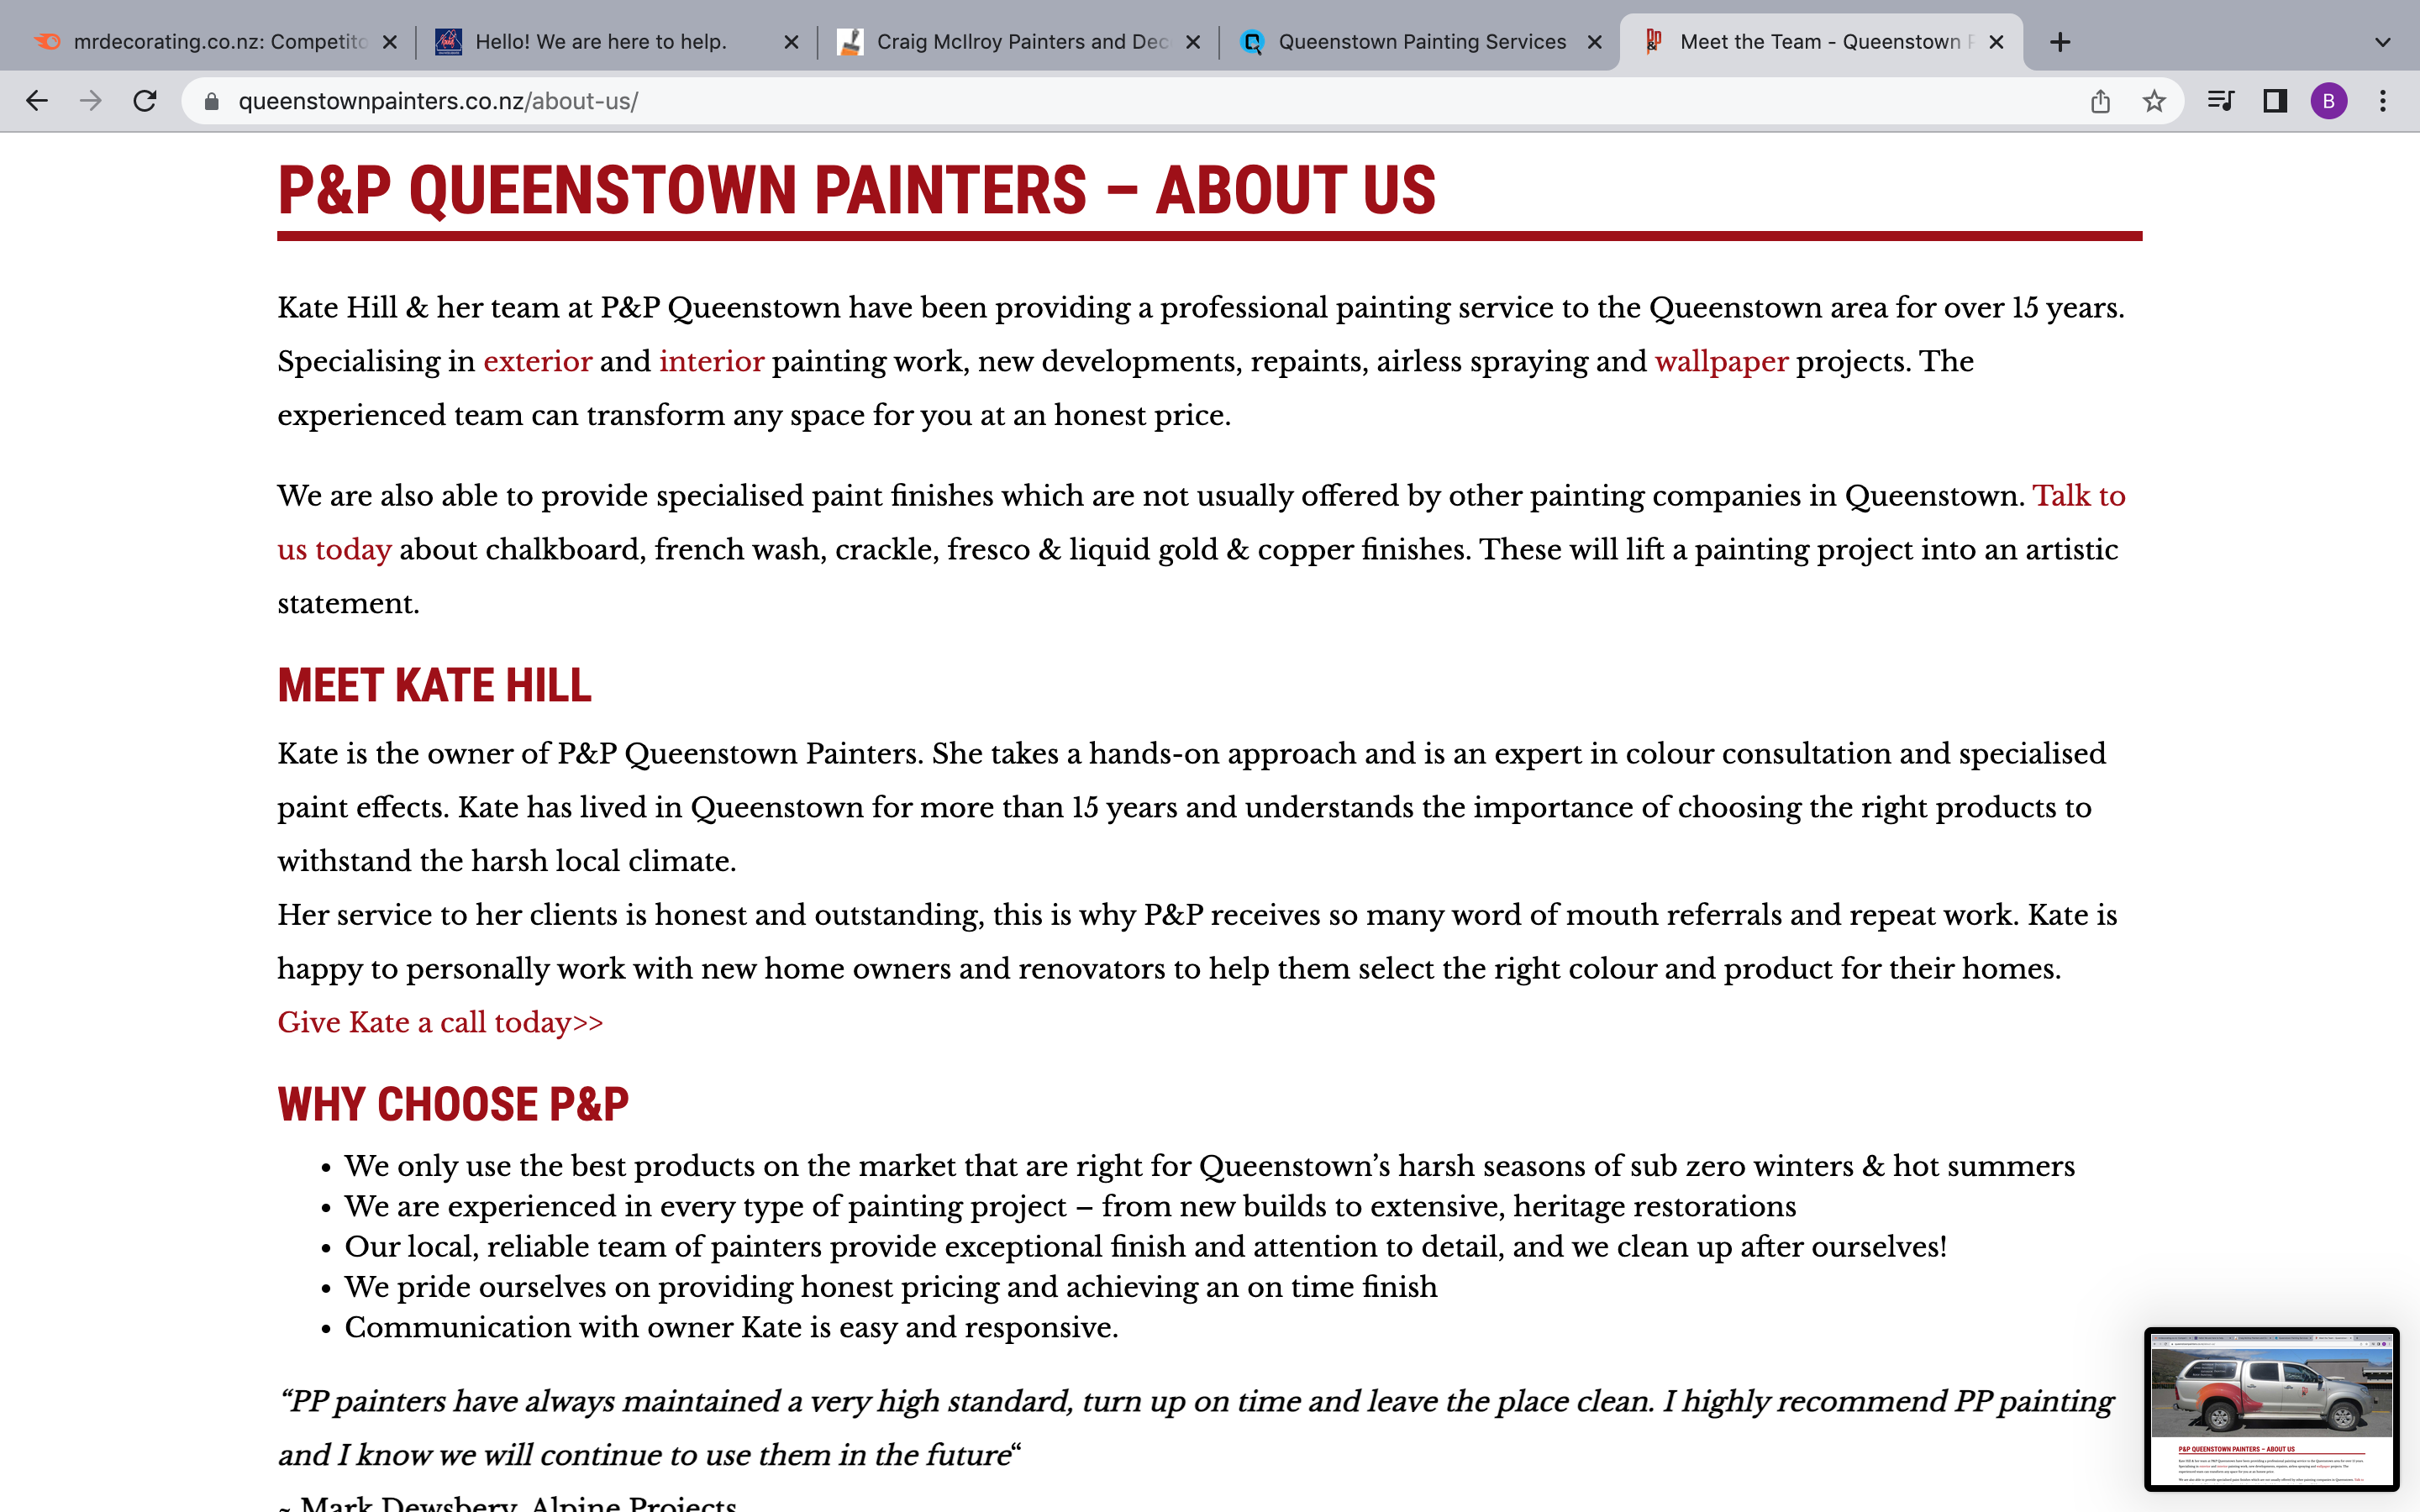 mrdecorating.co.nz: Competito
Hello! We are here to help.
Craig McIlroy Painters and Dec
Queenstown Painting Services
Meet the Team - Queenstown P
queenstownpainters.co.nz/about-us/
B
P&P QUEENSTOWN PAINTERS – ABOUT US
Kate Hill & her team at P&P Queenstown have been providing a professional painting service to the Queenstown area for over 15 years.
Specialising in exterior and interior painting work, new developments, repaints, airless spraying and wallpaper projects. The
experienced team can transform any space for you at an honest price.
We are also able to provide specialised paint finishes which are not usually offered by other painting companies in Queenstown. Talk to
us today about chalkboard, french wash, crackle, fresco & liquid gold & copper finishes. These will lift a painting project into an artistic
statement.
MEET KATE HILL
Kate is the owner of P&P Queenstown Painters. She takes a hands-on approach and is an expert in colour consultation and specialised
paint effects. Kate has lived in Queenstown for more than 15 years and understands the importance of choosing the right products to
withstand the harsh local climate.
Her service to her clients is honest and outstanding, this is why P&P receives so many word of mouth referrals and repeat work. Kate is
happy to personally work with new home owners and renovators to help them select the right colour and product for their homes.
Give Kate a call today>>
WHY CHOOSE P&P
• We only use the best products on the market that are right for Queenstown’s harsh seasons of sub zero winters & hot summers
• We are experienced in every type of painting project – from new builds to extensive, heritage restorations
• Our local, reliable team of painters provide exceptional finish and attention to detail, and we clean up after ourselves!
• We pride ourselves on providing honest pricing and achieving an on time finish
• Communication with owner Kate is easy and responsive.
“PP painters have always maintained a very high standard, turn up on time and leave the place clean. I highly recommend PP painting
and I know we will continue to use them in the future“
~ Mark Dewsbery, Alpine Projects
P&P QUEENSTOWN PAINTERS – ABOUT US